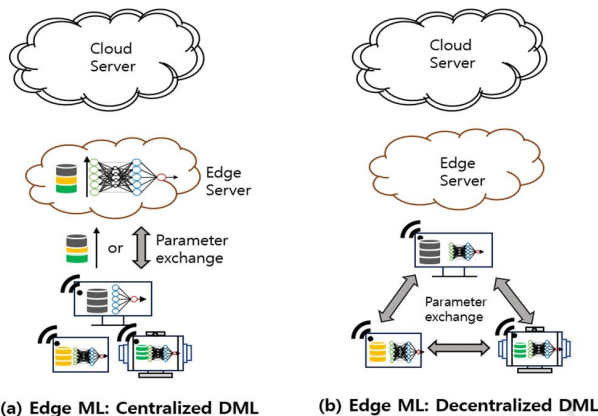 Cloud
Server
Edge
Server
or
Parameter
exchange
(a) Edge ML: Centralized DML
Cloud
Server
Edge
Server
Parameter
exchange
(b) Edge ML: Decentralized DML